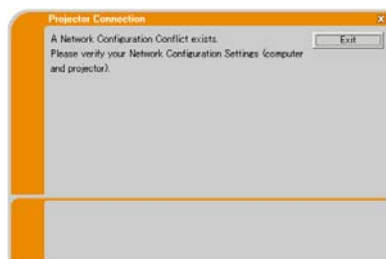 Projector Connection
X
A Network Configuration Conflict exists.
Exit
Please verify your Network Configuration Settings (computer
and projector).